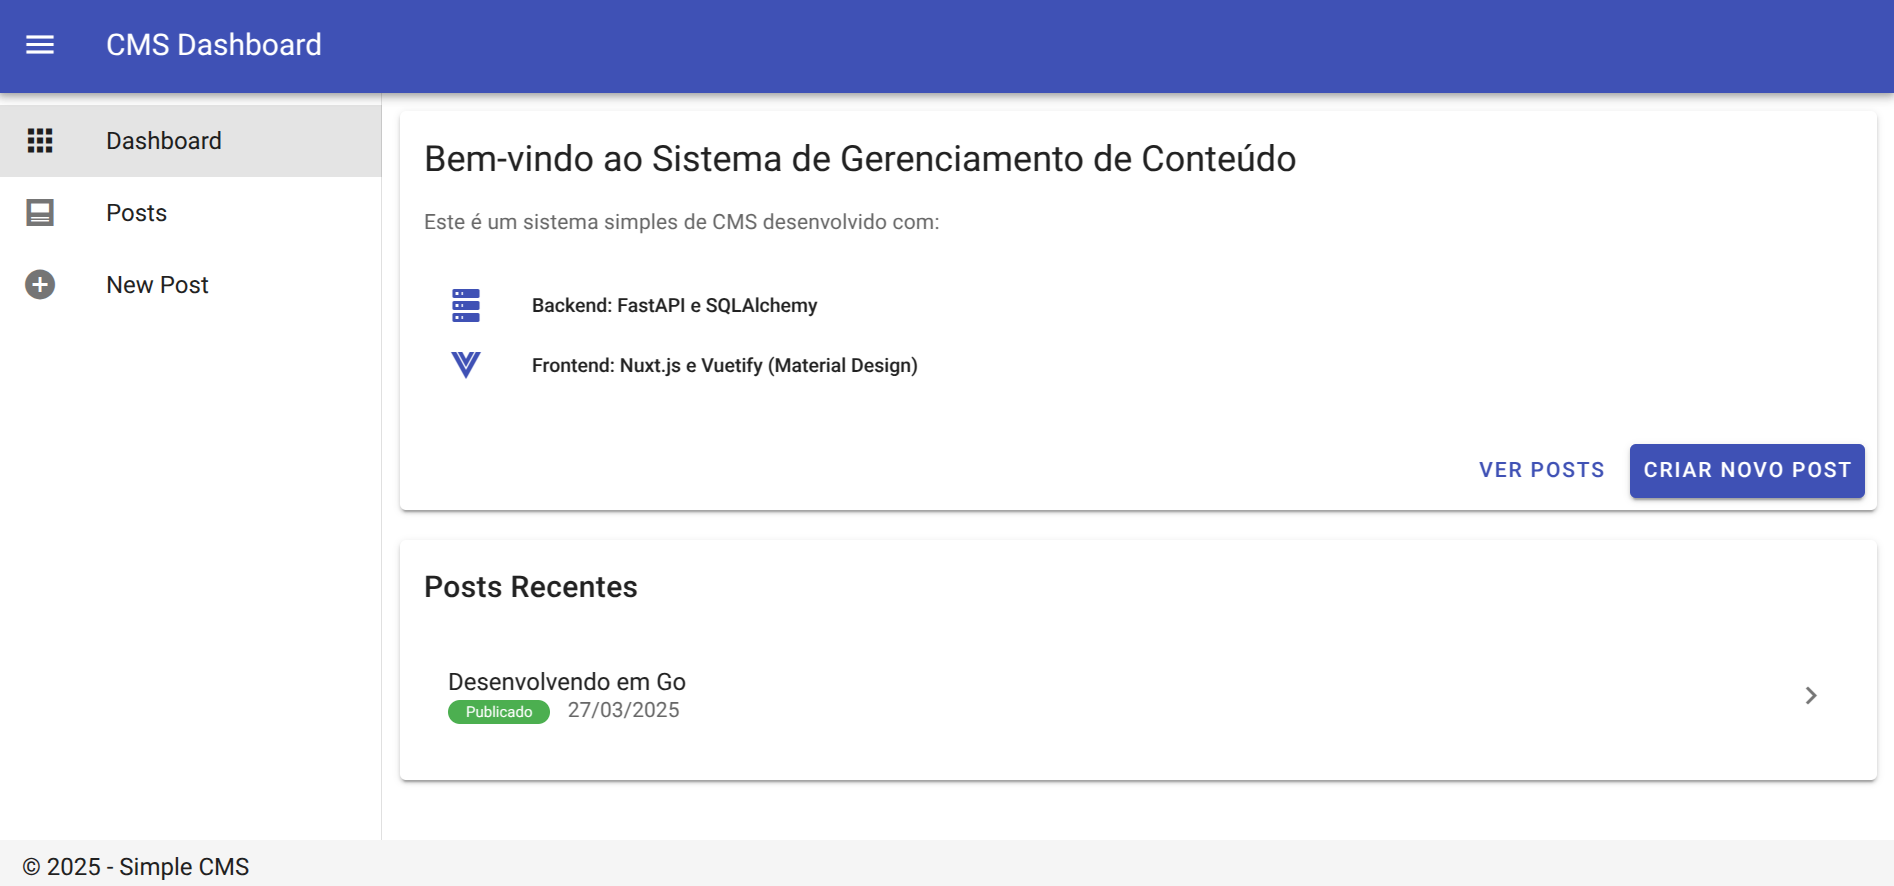 CMS Dashboard
Dashboard
Posts
New Post
Bem-vindo ao Sistema de Gerenciamento de Conteúdo
Este é um sistema simples de CMS desenvolvido com:
Backend: FastAPI e SQLAlchemy
Frontend: Nuxt.js e Vuetify (Material Design)
VER POSTS
CRIAR NOVO POST
Posts Recentes
Desenvolvendo em Go
Publicado 27/03/2025
© 2025 - Simple CMS